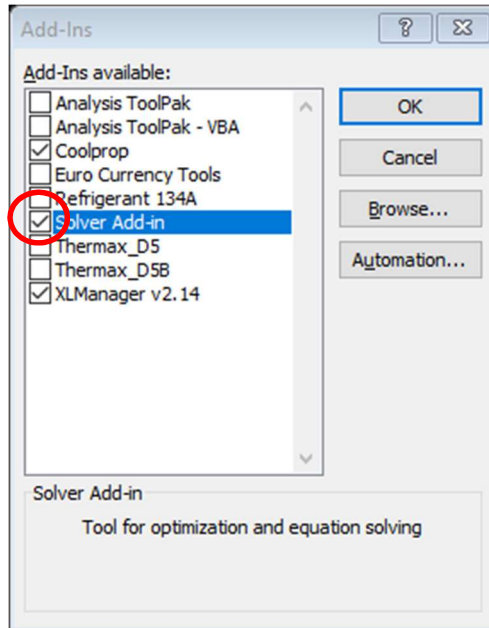 Add-Ins
?
Add-Ins available:
Analysis ToolPak
Analysis ToolPak - VBA
Coolprop
Euro Currency Tools
Refrigerant 134A
Solver Add-in
Thermax_D5
Thermax_D5B
XLManager v2.14
OK
Cancel
Browse...
Automation...
Solver Add-in
Tool for optimization and equation solving